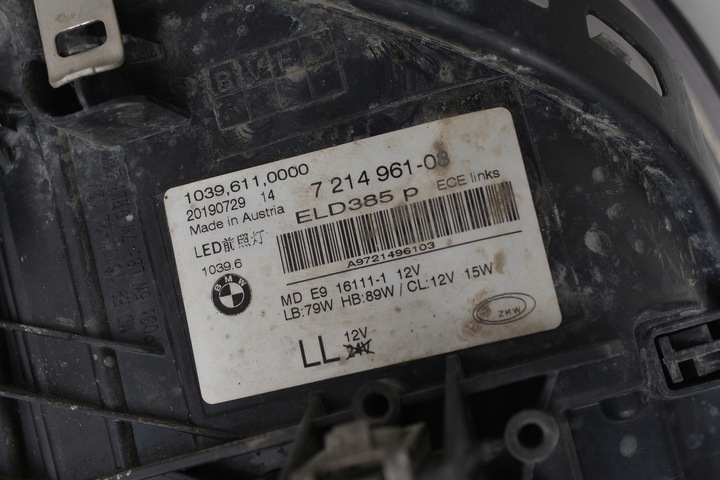 1039,611,0000
7 214 961-03
20190729 14
ELD385 P
ECE links
Made in Austria
LED前照灯
A9721496103
1039,6
BMW
MD E9 16111-1 12V
LB:79W HB:89W / CL:12V 15W
ZKW
12V
LL 24V